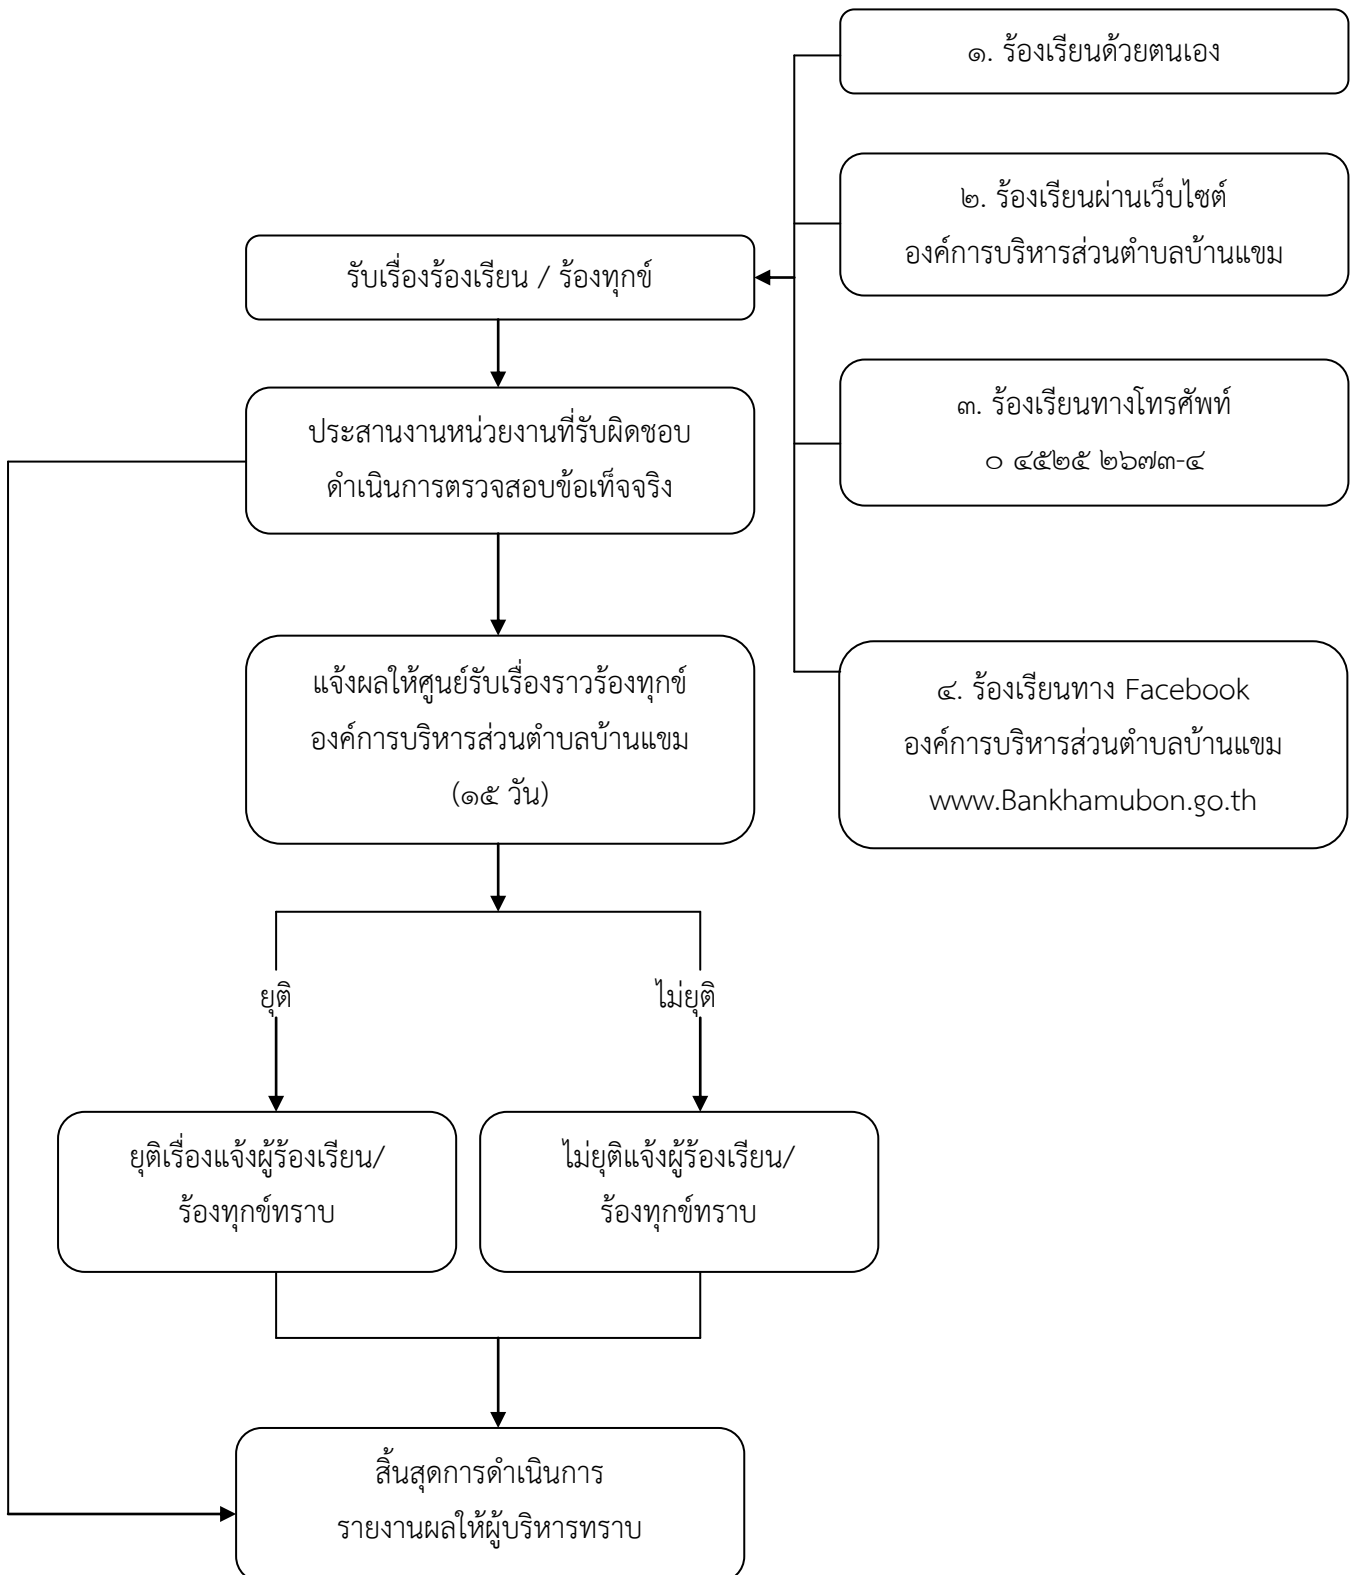 ๑. ร้องเรียนด้วยตนเอง
๒. ร้องเรียนผ่านเว็บไซต์
องค์การบริหารส่วนตำบลบ้านแขม
รับเรื่องร้องเรียน / ร้องทุกข์
๓. ร้องเรียนทางโทรศัพท์
๐ ๔๕๒๕ ๒๖๗๓-๔
ประสานงานหน่วยงานที่รับผิดชอบ
ดำเนินการตรวจสอบข้อเท็จจริง
๔. ร้องเรียนทาง Facebook
องค์การบริหารส่วนตำบลบ้านแขม
www.Bankhamubon.go.th
แจ้งผลให้ศูนย์รับเรื่องราวร้องทุกข์
องค์การบริหารส่วนตำบลบ้านแขม
(๑๕ วัน)
ยุติ
ไม่ยุติ
ยุติเรื่องแจ้งผู้ร้องเรียน/
ร้องทุกข์ทราบ
ไม่ยุติแจ้งผู้ร้องเรียน/
ร้องทุกข์ทราบ
สิ้นสุดการดำเนินการ
รายงานผลให้ผู้บริหารทราบ